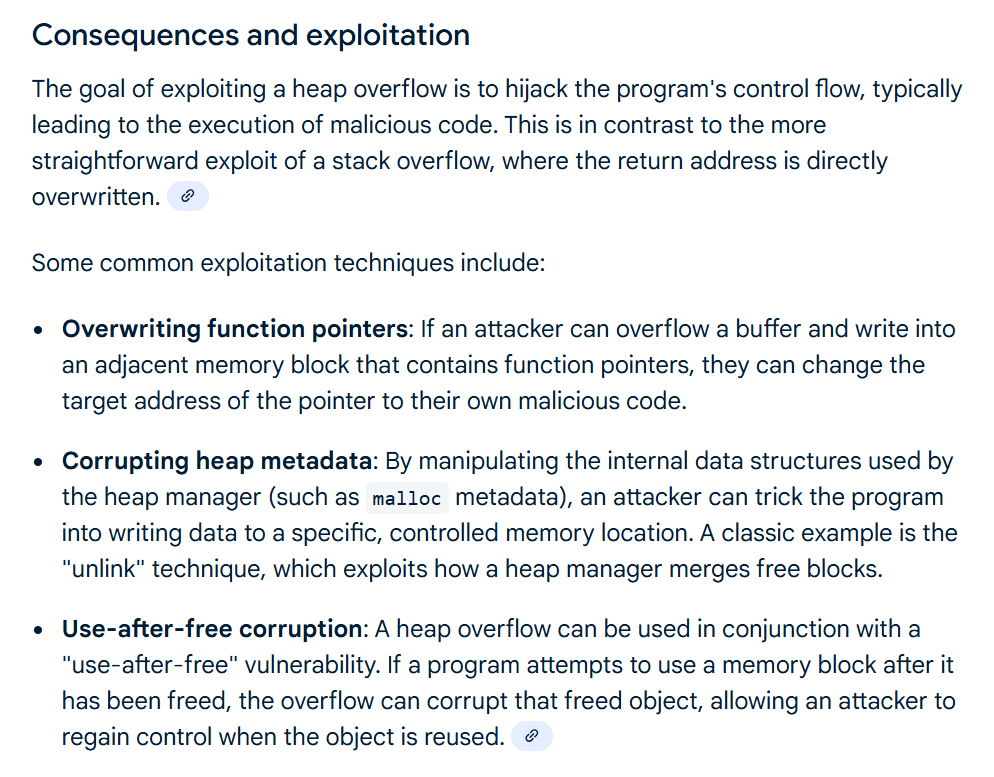 Consequences and exploitation
The goal of exploiting a heap overflow is to hijack the program's control flow, typically
leading to the execution of malicious code. This is in contrast to the more
straightforward exploit of a stack overflow, where the return address is directly
overwritten.
Some common exploitation techniques include:
• Overwriting function pointers: If an attacker can overflow a buffer and write into
an adjacent memory block that contains function pointers, they can change the
target address of the pointer to their own malicious code.
• Corrupting heap metadata: By manipulating the internal data structures used by
the heap manager (such as malloc metadata), an attacker can trick the program
into writing data to a specific, controlled memory location. A classic example is the
"unlink" technique, which exploits how a heap manager merges free blocks.
• Use-after-free corruption: A heap overflow can be used in conjunction with a
"use-after-free" vulnerability. If a program attempts to use a memory block after it
has been freed, the overflow can corrupt that freed object, allowing an attacker to
regain control when the object is reused.